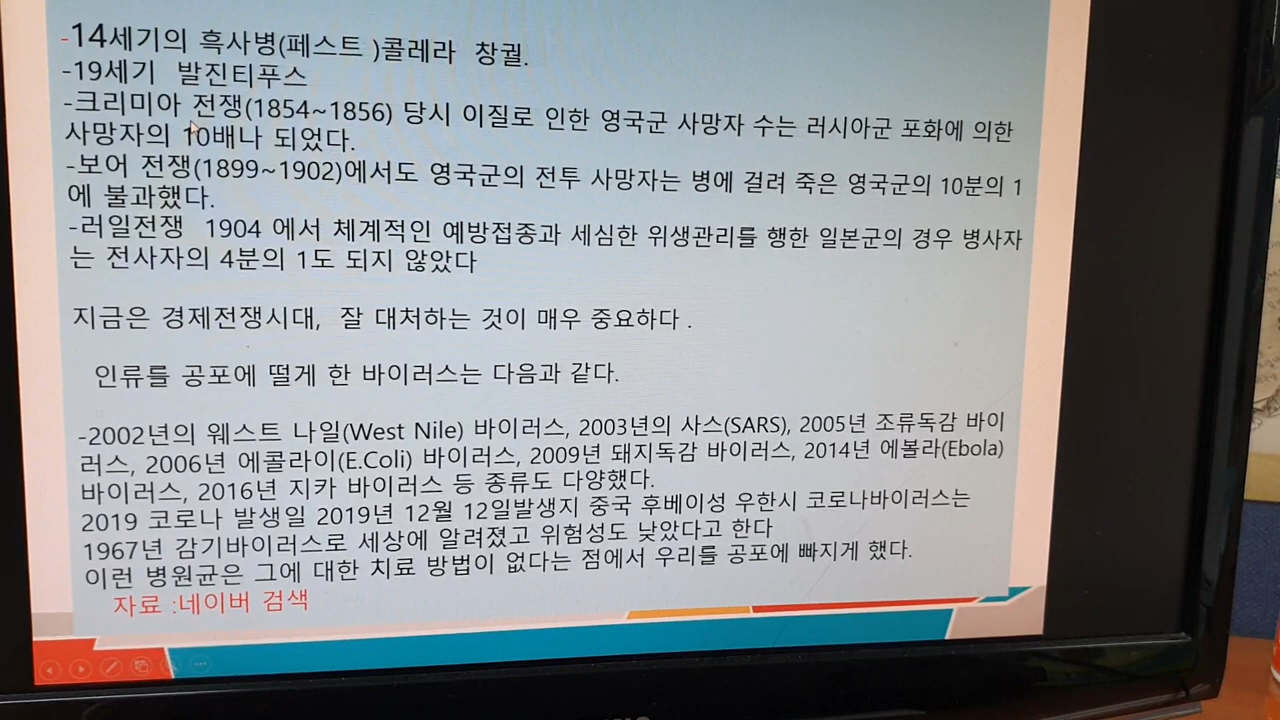 -14세기의 흑사병(페스트 )콜레라 창궐.
-19세기 발진티푸스
-크리미아 전쟁(1854~1856) 당시 이질로 인한 영국군 사망자 수는 러시아군 포화에 의한
사망자의 10배나 되었다.
-보어 전쟁(1899~1902)에서도 영국군의 전투 사망자는 병에 걸려 죽은 영국군의 10분의 1
에 불과했다.
-러일전쟁 1904 에서 체계적인 예방접종과 세심한 위생관리를 행한 일본군의 경우 병사자
는 전사자의 4분의 1도 되지 않았다
지금은 경제전쟁시대, 잘 대처하는 것이 매우 중요하다 .
인류를 공포에 떨게 한 바이러스는 다음과 같다.
-2002년의 웨스트 나일(West Nile) 바이러스, 2003년의 사스(SARS), 2005년 조류독감 바이
러스, 2006년 에콜라이(E.Coli) 바이러스, 2009년 돼지독감 바이러스, 2014년 에볼라(Ebola)
바이러스, 2016년 지카 바이러스 등 종류도 다양했다.
2019 코로나 발생일 2019년 12월 12일발생지 중국 후베이성 우한시 코로나바이러스는
1967년 감기바이러스로 세상에 알려졌고 위험성도 낮았다고 한다
이런 병원균은 그에 대한 치료 방법이 없다는 점에서 우리를 공포에 빠지게 했다.
자료 :네이버 검색